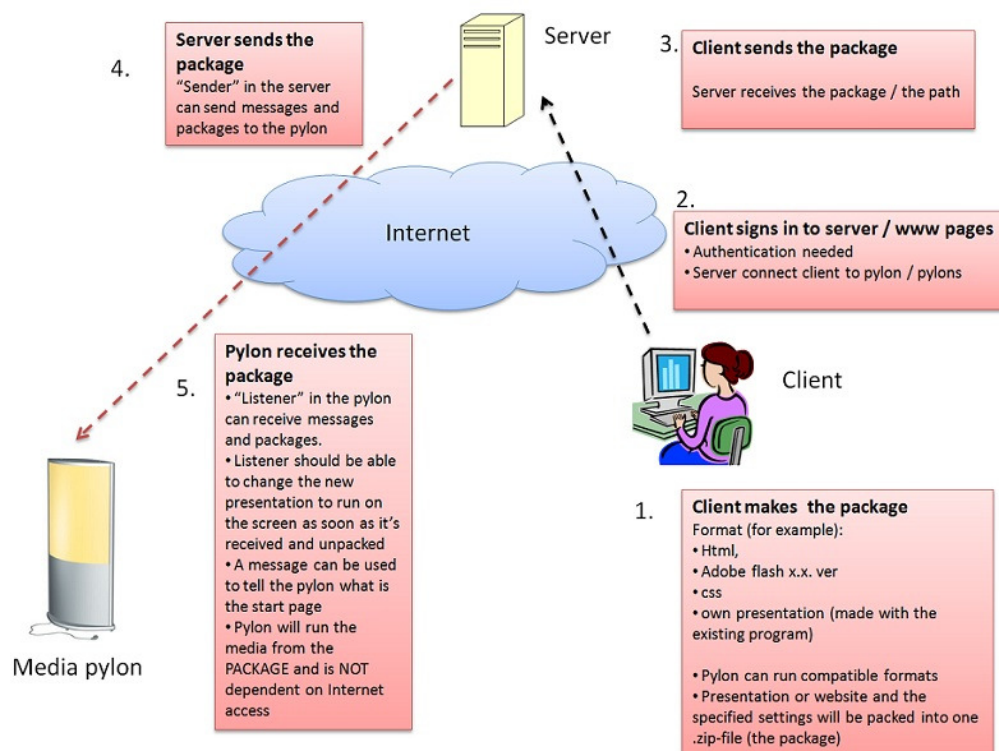 4.
Server sends the
package
“Sender” in the server
can send messages and
packages to the pylon
Server
3.
Client sends the package
Server receives the package / the path
Internet
2.
Client signs in to server / www pages
• Authentication needed
• Server connect client to pylon / pylons
5.
Pylon receives the
package
• “Listener” in the pylon
can receive messages
and packages.
• Listener should be able
to change the new
presentation to run on
the screen as soon as it’s
received and unpacked
• A message can be used
to tell the pylon what is
the start page
• Pylon will run the
media from the
PACKAGE and is NOT
dependent on Internet
access
Client
Media pylon
1.
Client makes the package
Format (for example):
• Html,
• Adobe flash x.x. ver
• css
• own presentation (made with the
existing program)
• Pylon can run compatible formats
• Presentation or website and the
specified settings will be packed into one
.zip-file (the package)